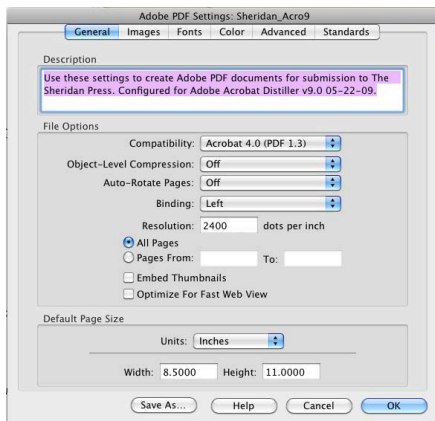 Adobe PDF Settings: Sheridan_Acro9
General Images Fonts Color Advanced Standards
Description
Use these settings to create Adobe PDF documents for submission to The
Sheridan Press. Configured for Adobe Acrobat Distiller v9.0 05-22-09.
File Options
Compatibility: Acrobat 4.0 (PDF 1.3)
Object-Level Compression: Off
Auto-Rotate Pages: Off
Binding: Left
Resolution: 2400 dots per inch
All Pages
Pages From: To:
Embed Thumbnails
Optimize For Fast Web View
Default Page Size
Units: Inches
Width: 8.5000 Height: 11.0000
Save As... Help Cancel OK